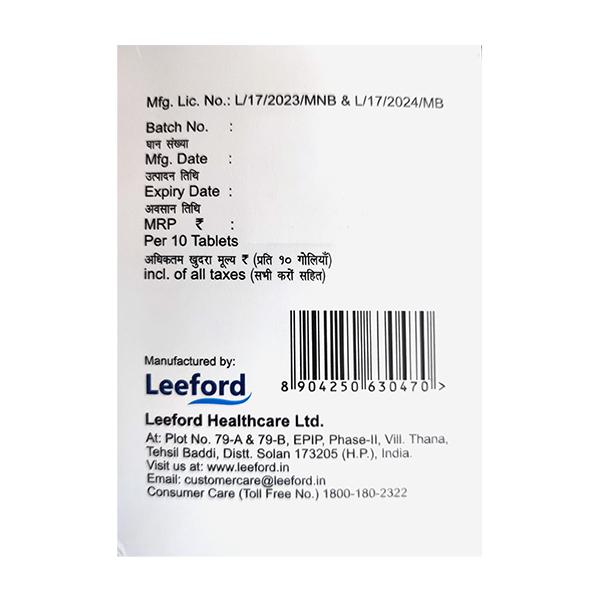 Mfg. Lic. No.: L/17/2023/MNB & L/17/2024/MB
Batch No. :
घान संख्या
Mfg. Date :
उत्पादन तिथि
Expiry Date :
अवसान तिथि
MRP ₹ :
Per 10 Tablets
अधिकतम खुदरा मूल्य ₹ (प्रति १० गोलियाँ)
incl. of all taxes (सभी करों सहित)
Manufactured by:
Leeford
8 904250 630470 >
Leeford Healthcare Ltd.
At: Plot No. 79-A & 79-B, EPIP, Phase-II, Vill. Thana,
Tehsil Baddi, Distt. Solan 173205 (H.P.), India.
Visit us at: www.leeford.in
Email: customercare@leeford.in
Consumer Care (Toll Free No.) 1800-180-2322